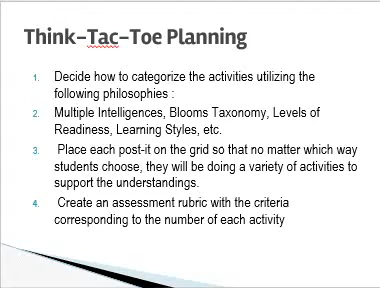 Think-Tac-Toe Planning
1. Decide how to categorize the activities utilizing the
following philosophies :
2. Multiple Intelligences, Blooms Taxonomy, Levels of
Readiness, Learning Styles, etc.
3. Place each post-it on the grid so that no matter which way
students choose, they will be doing a variety of activities to
support the understandings.
4. Create an assessment rubric with the criteria
corresponding to the number of each activity